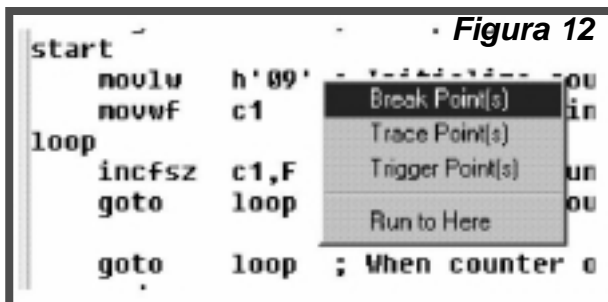 Figura 12
start
movlw h'09' ;
movwf c1
loop
incfsz c1,F
goto loop
goto loop ; When counter o
Break Point(s)
Trace Point(s)
Trigger Point(s)
Run to Here